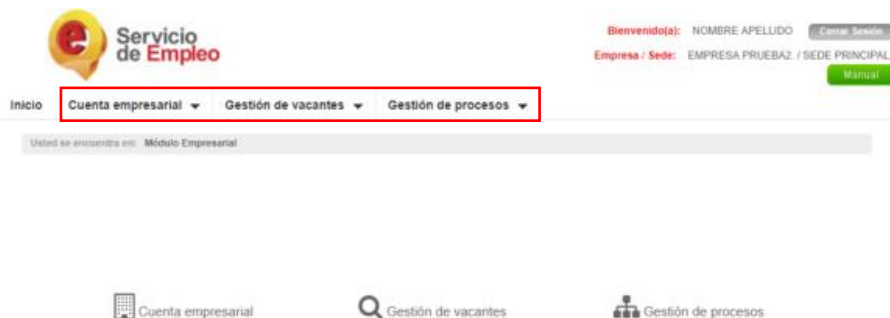 e
Servicio
de Empleo
Bienvenido(a): NOMBRE APELLIDO Cerrar Sesión
Empresa / Sede: EMPRESA PRUEBA2. / SEDE PRINCIPAL
Manual
Inicio Cuenta empresarial Gestión de vacantes Gestión de procesos
Usted se encuentra en: Módulo Empresarial
Cuenta empresarial Gestión de vacantes Gestión de procesos